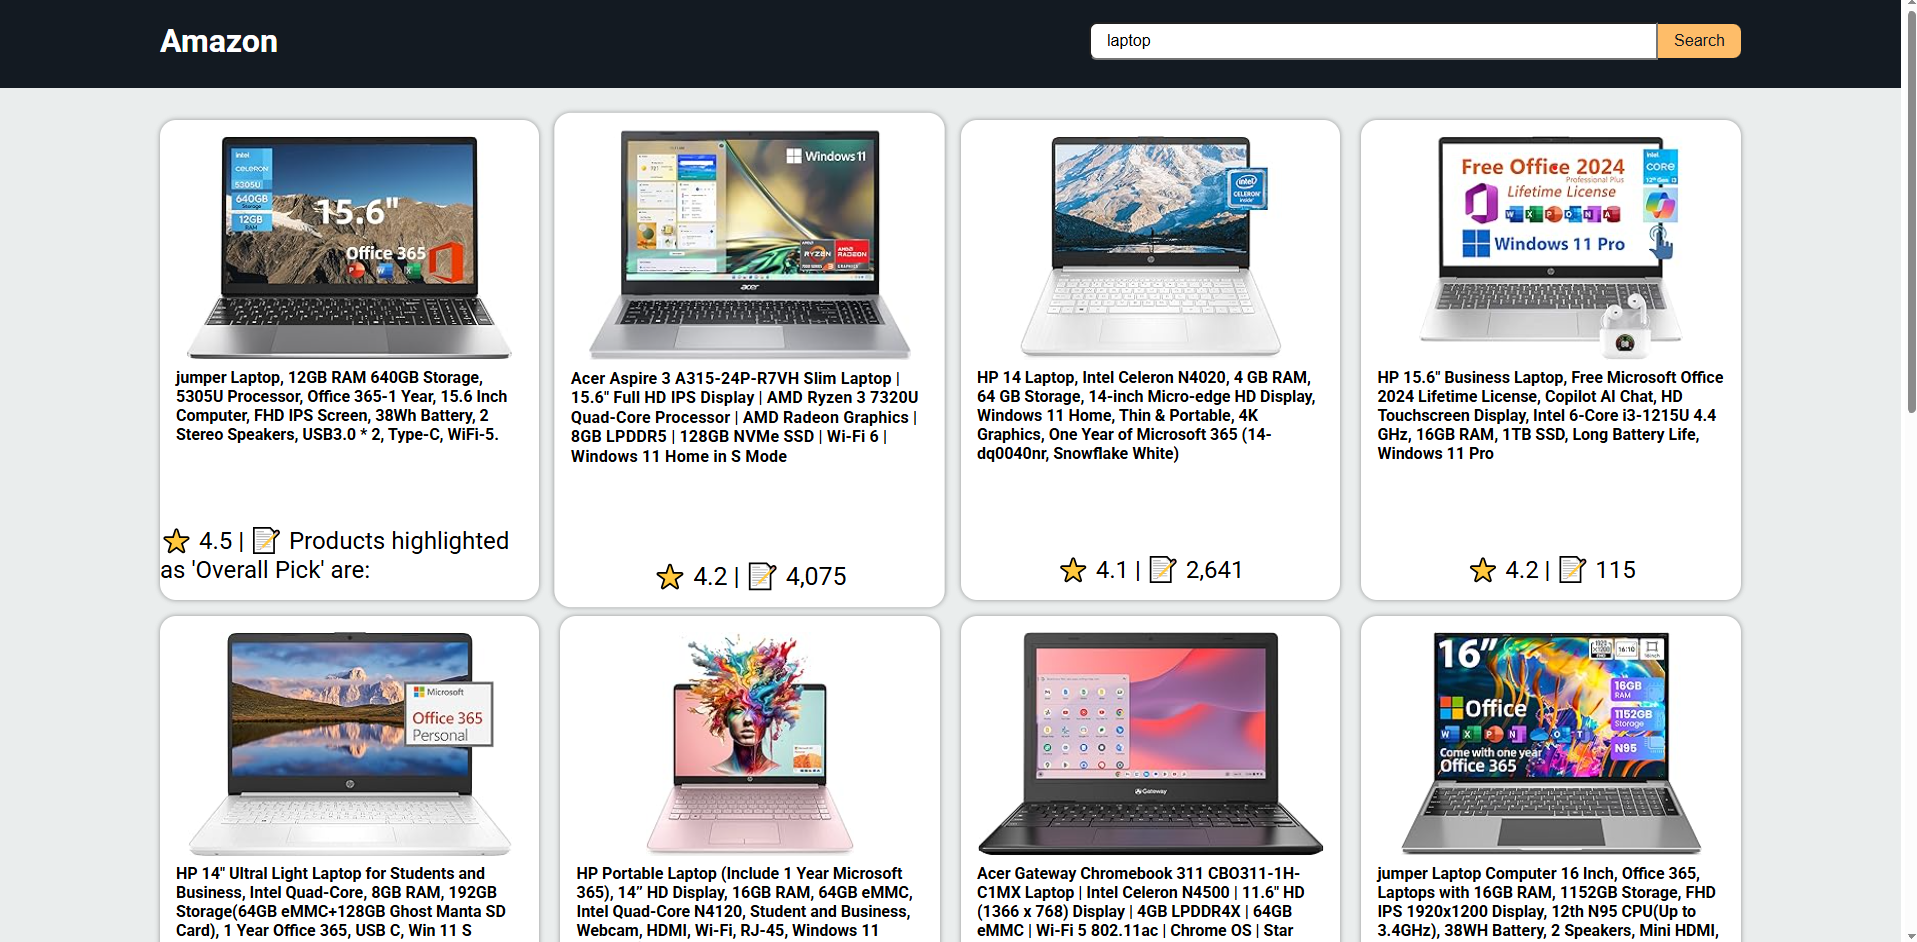 Amazon
laptop
Search
intel
CELERON
5305U
640GB
Storage
12GB
RAM
15.6"
Office 365
jumper Laptop, 12GB RAM 640GB Storage,
5305U Processor, Office 365-1 Year, 15.6 Inch
Computer, FHD IPS Screen, 38Wh Battery, 2
Stereo Speakers, USB3.0 * 2, Type-C, WiFi-5.
4.5 | Products highlighted
as 'Overall Pick' are:
Windows 11
AMD
RYZEN
AMD
RADEON
GRAPHICS
acer
Acer Aspire 3 A315-24P-R7VH Slim Laptop |
15.6" Full HD IPS Display | AMD Ryzen 3 7320U
Quad-Core Processor | AMD Radeon Graphics |
8GB LPDDR5 | 128GB NVMe SSD | Wi-Fi 6 |
Windows 11 Home in S Mode
4.2 | 4,075
intel
CELERON
inside
HP 14 Laptop, Intel Celeron N4020, 4 GB RAM,
64 GB Storage, 14-inch Micro-edge HD Display,
Windows 11 Home, Thin & Portable, 4K
Graphics, One Year of Microsoft 365 (14-
dq0040nr, Snowflake White)
4.1 | 2,641
Free Office 2024
Professional Plus
Lifetime License
Windows 11 Pro
intel
CORE
HP 15.6" Business Laptop, Free Microsoft Office
2024 Lifetime License, Copilot AI Chat, HD
Touchscreen Display, Intel 6-Core i3-1215U 4.4
GHz, 16GB RAM, 1TB SSD, Long Battery Life,
Windows 11 Pro
4.2 | 115
Microsoft
Office 365
Personal
HP 14" Ultral Light Laptop for Students and
Business, Intel Quad-Core, 8GB RAM, 192GB
Storage(64GB eMMC+128GB Ghost Manta SD
Card), 1 Year Office 365, USB C, Win 11 S
HP Portable Laptop (Include 1 Year Microsoft
365), 14” HD Display, 16GB RAM, 64GB eMMC,
Intel Quad-Core N4120, Student and Business,
Webcam, HDMI, Wi-Fi, RJ-45, Windows 11
Gateway
Acer Gateway Chromebook 311 CBO311-1H-
C1MX Laptop | Intel Celeron N4500 | 11.6" HD
(1366 x 768) Display | 4GB LPDDR4X | 64GB
eMMC | Wi-Fi 5 802.11ac | Chrome OS | Star
16”
16:10
16GB
RAM
1152GB
Storage
N95
Office
Come with one year
Office 365
jumper Laptop Computer 16 Inch, Office 365,
Laptops with 16GB RAM, 1152GB Storage, FHD
IPS 1920x1200 Display, 12th N95 CPU(Up to
3.4GHz), 38WH Battery, 2 Speakers, Mini HDMI,